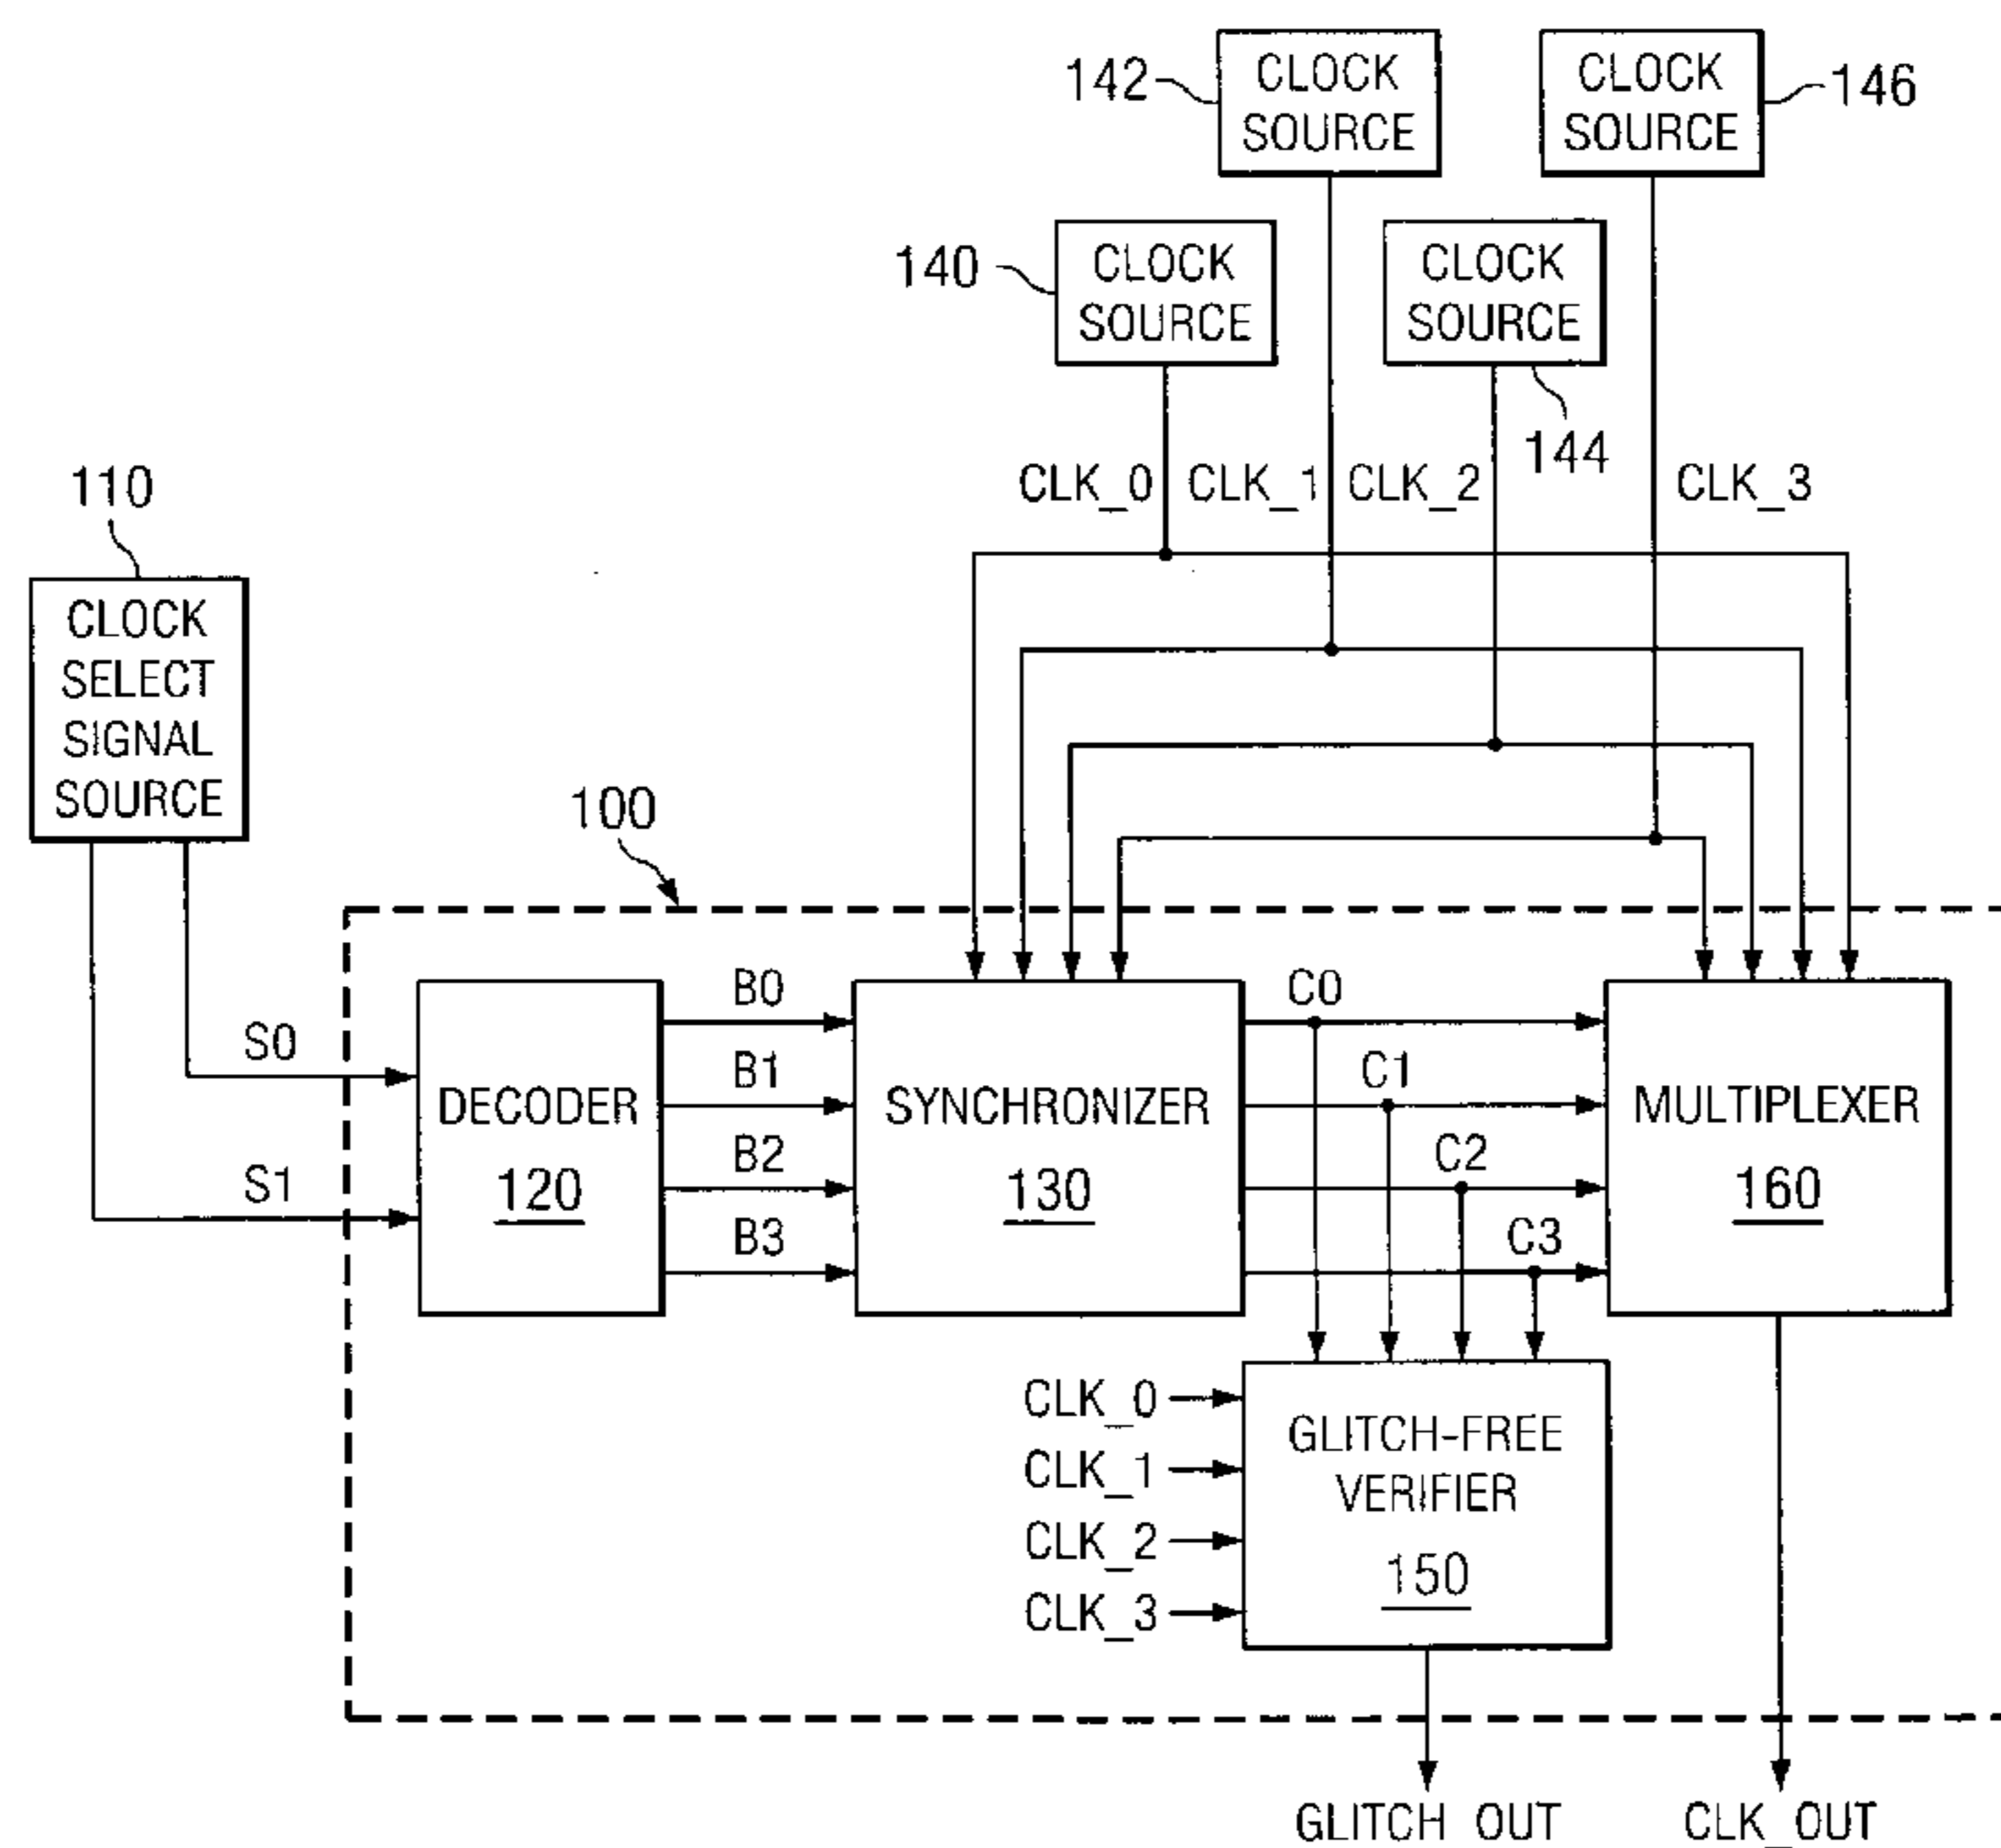 142
CLOCK
SOURCE
CLOCK
SOURCE
146
140
CLOCK
SOURCE
CLOCK
SOURCE
144
CLK_0
CLK_1
CLK_2
CLK_3
110
CLOCK
SELECT
SIGNAL
SOURCE
100
S0
S1
DECODER
120
B0
B1
B2
B3
SYNCHRONIZER
130
C0
C1
C2
C3
MULTIPLEXER
160
CLK_0
CLK_1
CLK_2
CLK_3
GLITCH-FREE
VERIFIER
150
GLITCH OUT
CLK_OUT